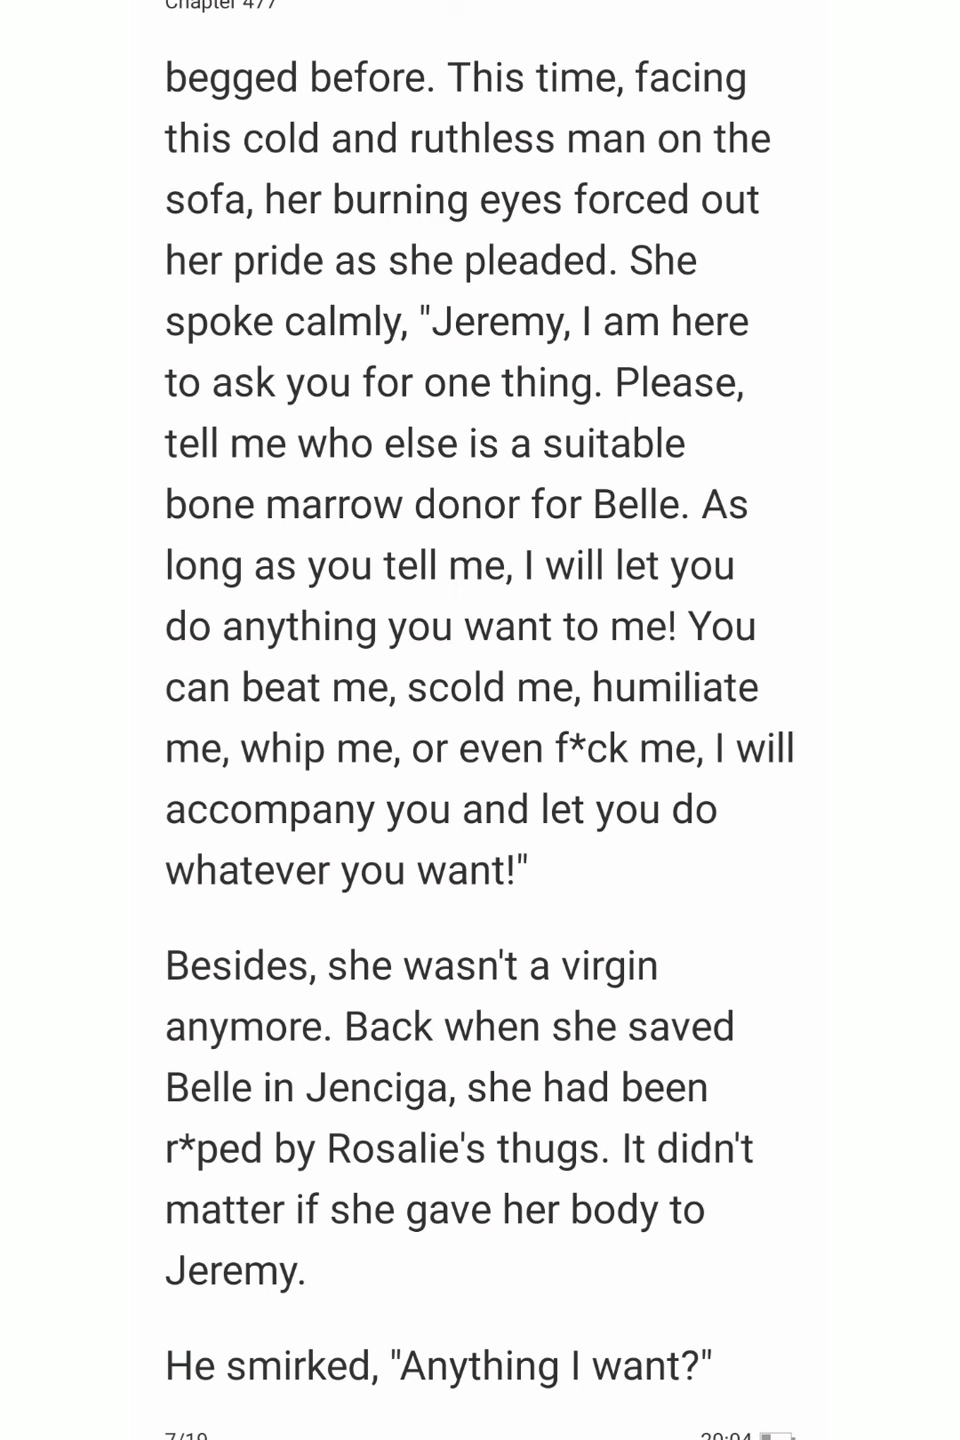 Chapter 477
begged before. This time, facing
this cold and ruthless man on the
sofa, her burning eyes forced out
her pride as she pleaded. She
spoke calmly, "Jeremy, I am here
to ask you for one thing. Please,
tell me who else is a suitable
bone marrow donor for Belle. As
long as you tell me, I will let you
do anything you want to me! You
can beat me, scold me, humiliate
me, whip me, or even f*ck me, I will
accompany you and let you do
whatever you want!"
Besides, she wasn't a virgin
anymore. Back when she saved
Belle in Jenciga, she had been
r*ped by Rosalie's thugs. It didn't
matter if she gave her body to
Jeremy.
He smirked, "Anything I want?"
7/19 20:04